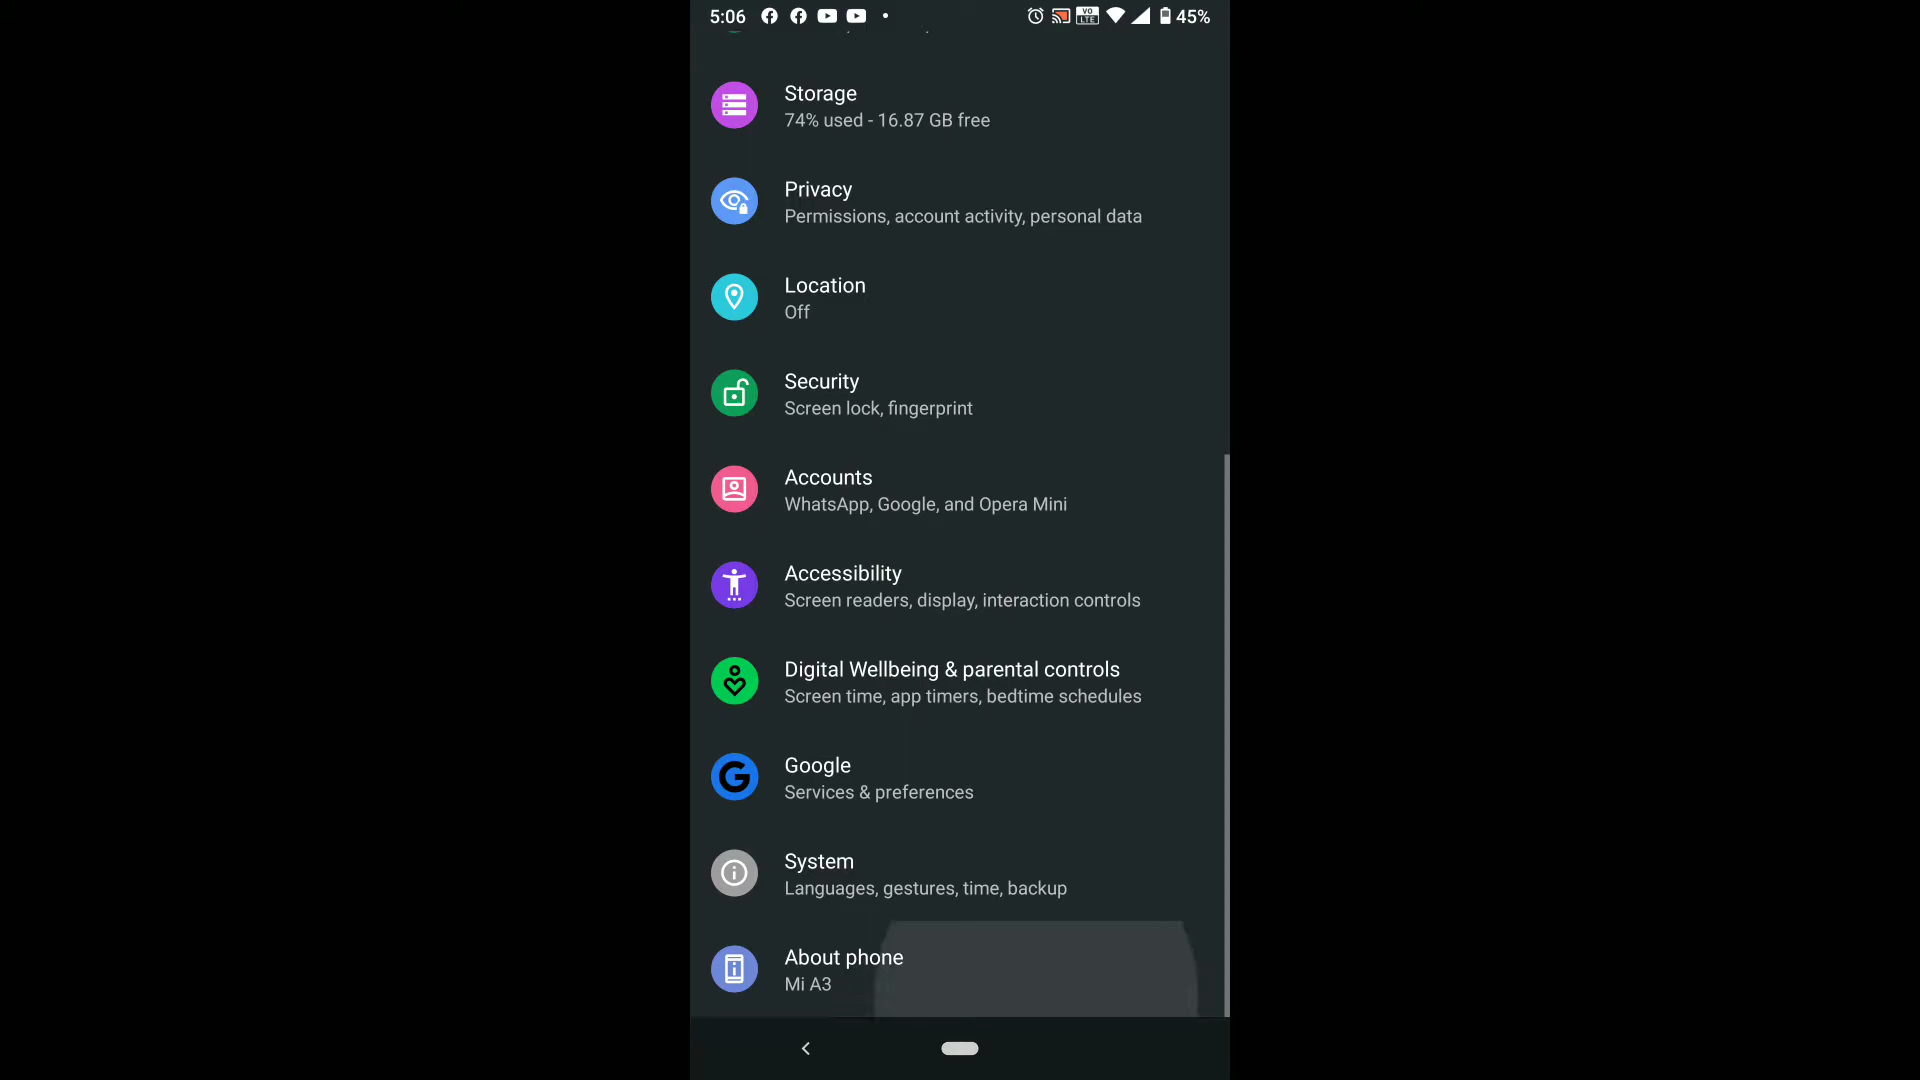 5:06
VO LTE
45%
Storage
74% used - 16.87 GB free
Privacy
Permissions, account activity, personal data
Location
Off
Security
Screen lock, fingerprint
Accounts
WhatsApp, Google, and Opera Mini
Accessibility
Screen readers, display, interaction controls
Digital Wellbeing & parental controls
Screen time, app timers, bedtime schedules
Google
Services & preferences
System
Languages, gestures, time, backup
About phone
Mi A3